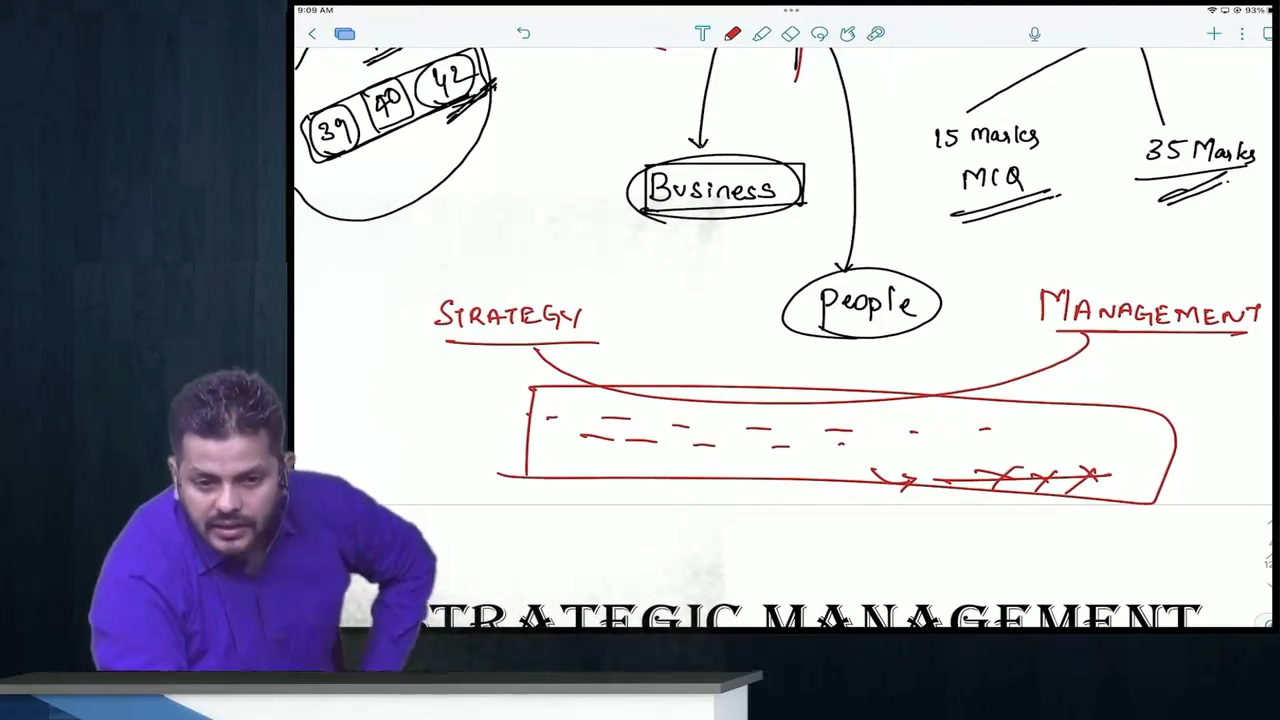 9:09 AM
93%
T
39 40 42
15 Marks
MCQ
35 Marks
Business
People
STRATEGY
MANAGEMENT
STRATEGIC MANAGEMENT